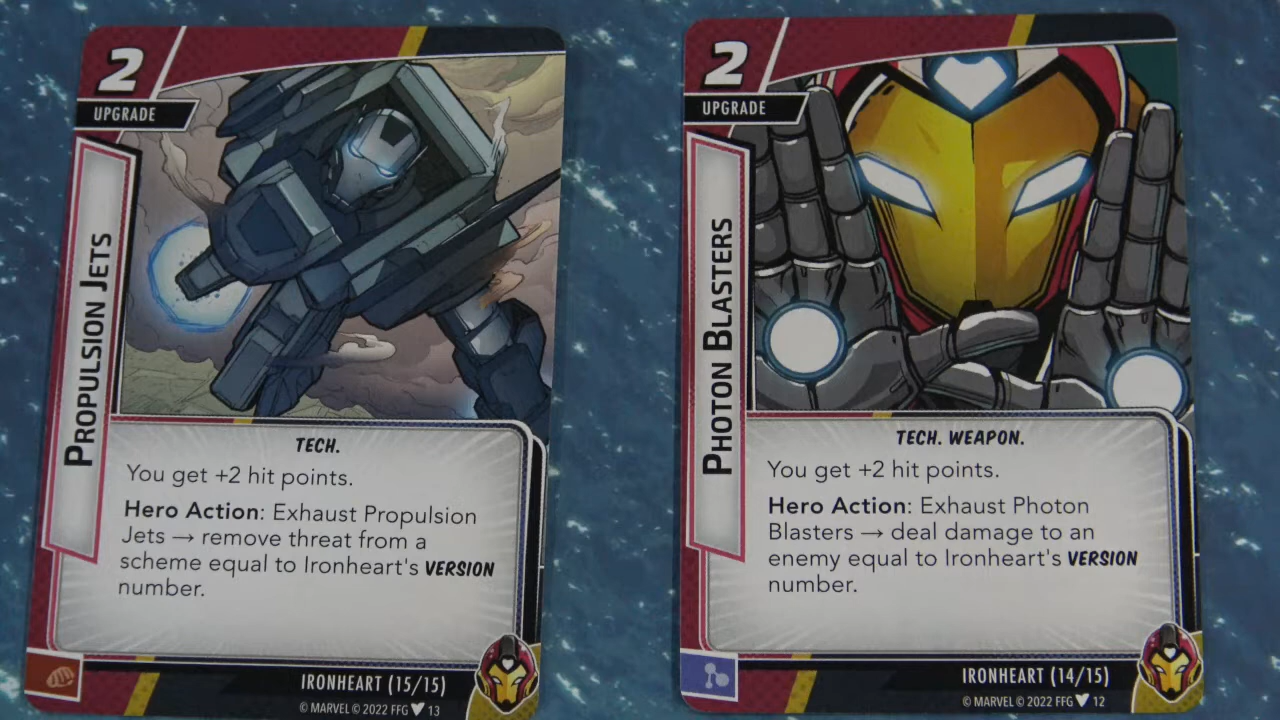 2
UPGRADE
PROPULSION JETS
TECH.
You get +2 hit points.
Hero Action: Exhaust Propulsion
Jets → remove threat from a
scheme equal to Ironheart's VERSION
number.
IRONHEART (15/15)
© MARVEL © 2022 FFG 13
2
UPGRADE
PHOTON BLASTERS
TECH. WEAPON.
You get +2 hit points.
Hero Action: Exhaust Photon
Blasters → deal damage to an
enemy equal to Ironheart's VERSION
number.
IRONHEART (14/15)
© MARVEL © 2022 FFG 12